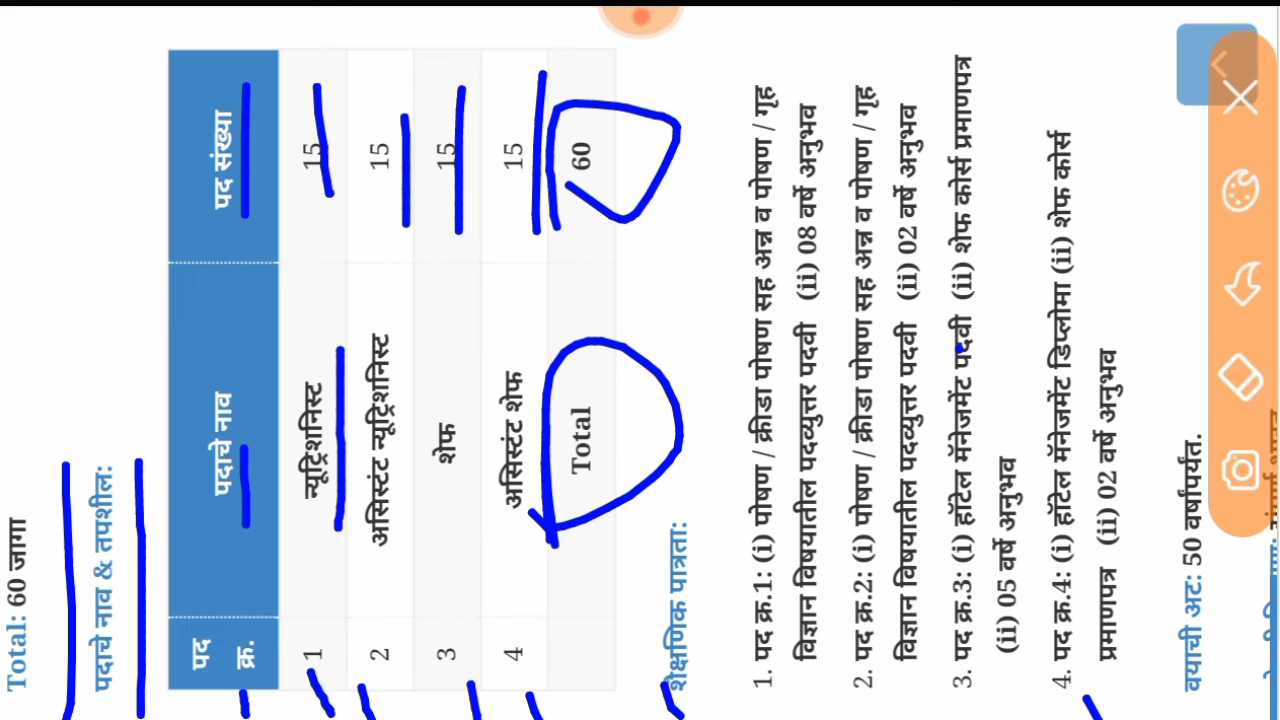 Total: 60 जागा
पदाचे नाव & तपशील:
पद क्र. पदाचे नाव पद संख्या
1 न्यूट्रिशनिस्ट 15
2 असिस्टंट न्यूट्रिशनिस्ट 15
3 शेफ 15
4 असिस्टंट शेफ 15
Total 60
शैक्षणिक पात्रता:
1. पद क्र.1: (i) पोषण / क्रीडा पोषण सह अन्न व पोषण / गृह
विज्ञान विषयातील पदव्युत्तर पदवी (ii) 08 वर्षे अनुभव
2. पद क्र.2: (i) पोषण / क्रीडा पोषण सह अन्न व पोषण / गृह
विज्ञान विषयातील पदव्युत्तर पदवी (ii) 02 वर्षे अनुभव
3. पद क्र.3: (i) हॉटेल मॅनेजमेंट पदवी (ii) शेफ कोर्स प्रमाणपत्र
(ii) 05 वर्षे अनुभव
4. पद क्र.4: (i) हॉटेल मॅनेजमेंट डिप्लोमा (ii) शेफ कोर्स
प्रमाणपत्र (ii) 02 वर्षे अनुभव
वयाची अट: 50 वर्षांपर्यंत.